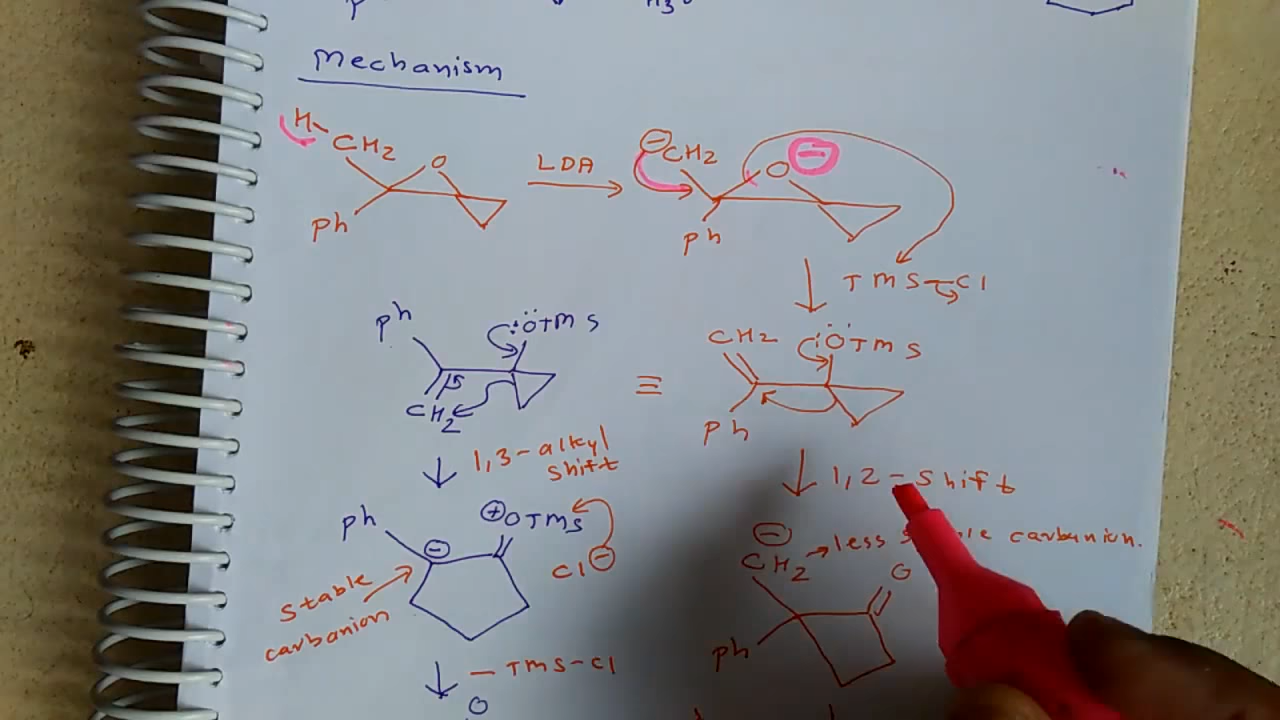 P H3O
Mechanism
H-CH2 O LDA ⊖CH2 O ⊖
Ph Ph
TMS-Cl
Ph :ÖTMS CH2 :ÖTMS
CH2 ≡ Ph
1,3-alkyl shift 1,2-shift
Ph ⊖ ⊕OTMS Cl⊖ ⊖CH2 → less carbanion.
stable carbanion O
Ph
- TMS-Cl
O